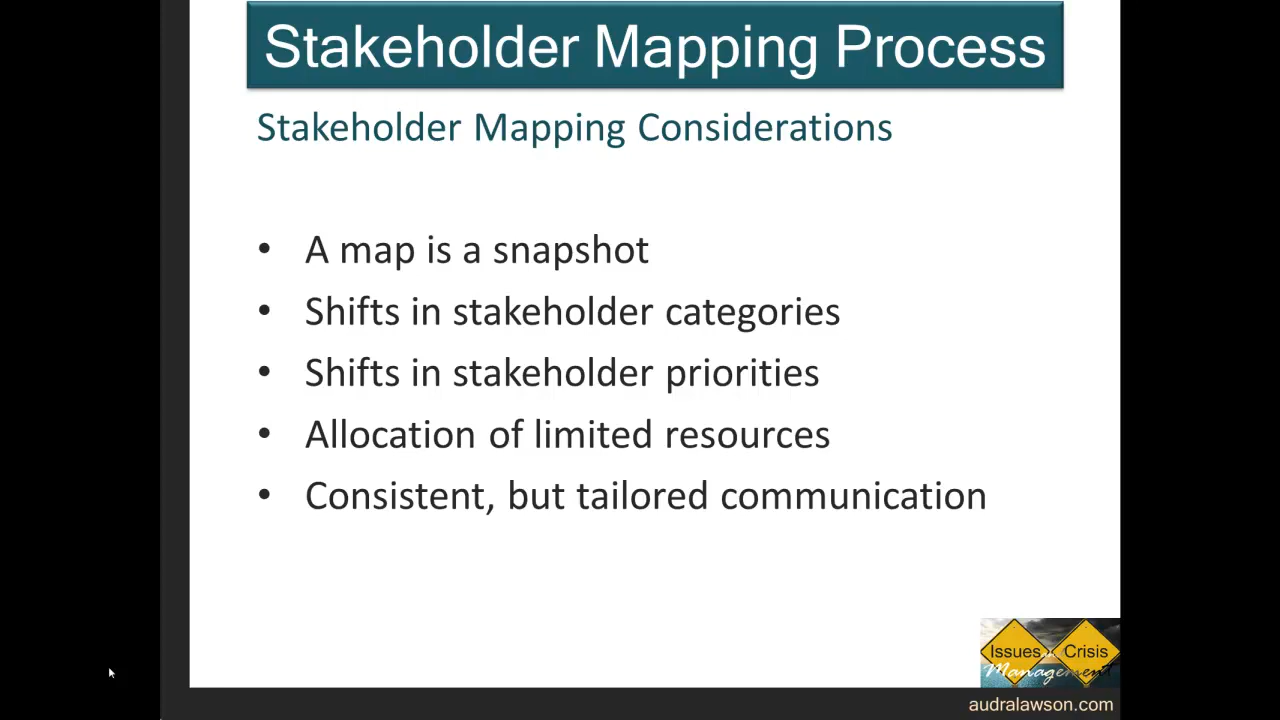 Stakeholder Mapping Process
Stakeholder Mapping Considerations
• A map is a snapshot
• Shifts in stakeholder categories
• Shifts in stakeholder priorities
• Allocation of limited resources
• Consistent, but tailored communication
Issues Crisis
Management
audralawson.com